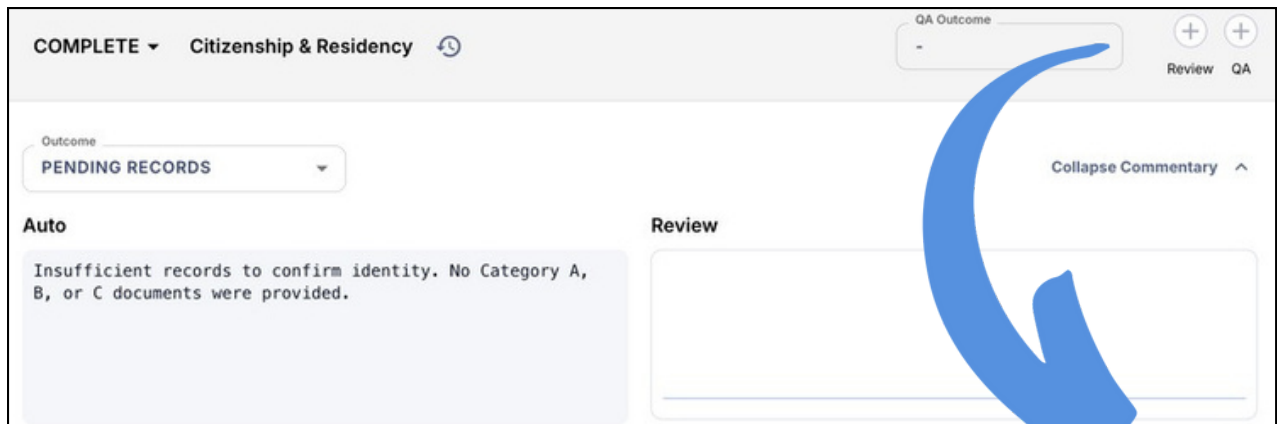 COMPLETE Citizenship & Residency
QA Outcome
-
Review QA
Outcome
PENDING RECORDS
Collapse Commentary
Auto
Review
Insufficient records to confirm identity. No Category A,
B, or C documents were provided.